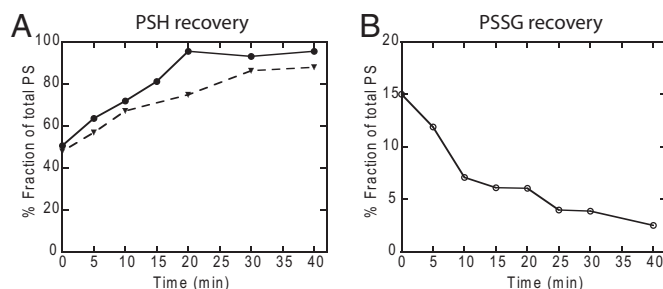 A PSH recovery
% Fraction of total PS
100
80
60
40
20
0
0 5 10 15 20 25 30 35 40
Time (min)
B PSSG recovery
% Fraction of total PS
20
15
10
5
0
0 5 10 15 20 25 30 35 40
Time (min)